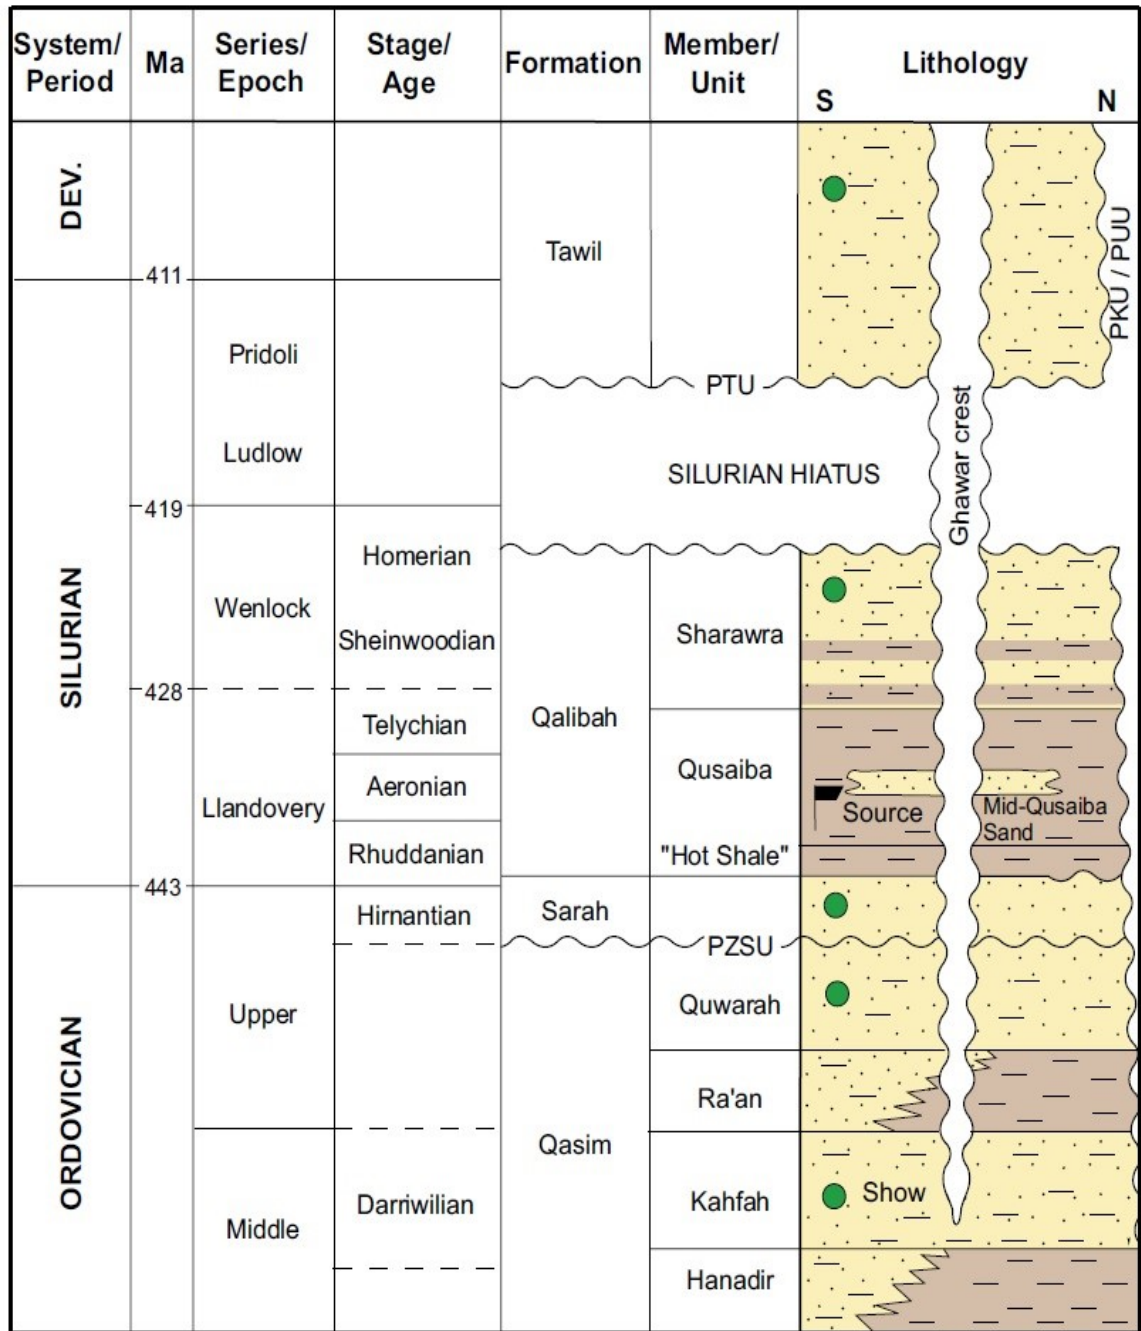 System/
Period
Ma
Series/
Epoch
Stage/
Age
Formation
Member/
Unit
Lithology
S
N
DEV.
SILURIAN
ORDOVICIAN
411
419
428
443
Pridoli
Ludlow
Wenlock
Llandovery
Upper
Middle
Homerian
Sheinwoodian
Telychian
Aeronian
Rhuddanian
Hirnantian
Darriwilian
Tawil
PTU
SILURIAN HIATUS
Qalibah
Sarah
PZSU
Qasim
Sharawra
Qusaiba
"Hot Shale"
Quwarah
Ra'an
Kahfah
Hanadir
PKU / PUU
Ghawar crest
Source
Mid-Qusaiba
Sand
Show